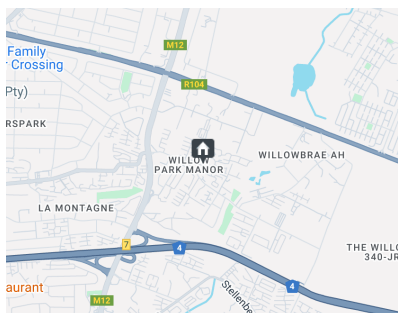 M12
Family
r Crossing
R104
Pty)
RSPARK
WILLOW
PARK MANOR
WILLOWBRAE AH
LA MONTAGNE
7
4
THE WILLO
340-JR
4
aurant
M12
Stellenb